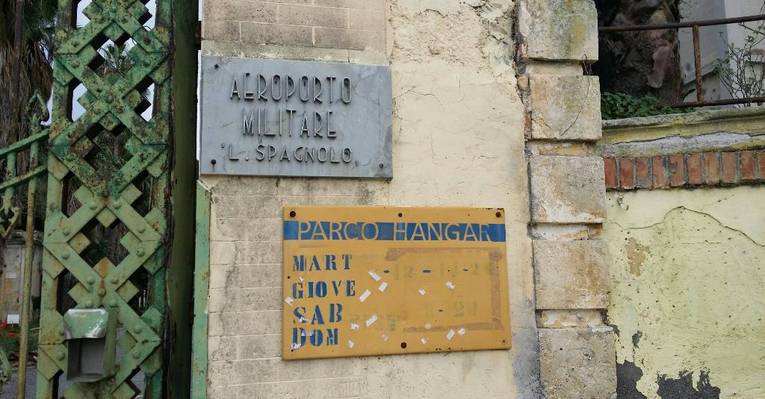 AEROPORTO
MILITARE
"L. SPAGNOLO"
PARCO HANGAR
MART
GIOVE
SAB
DOM